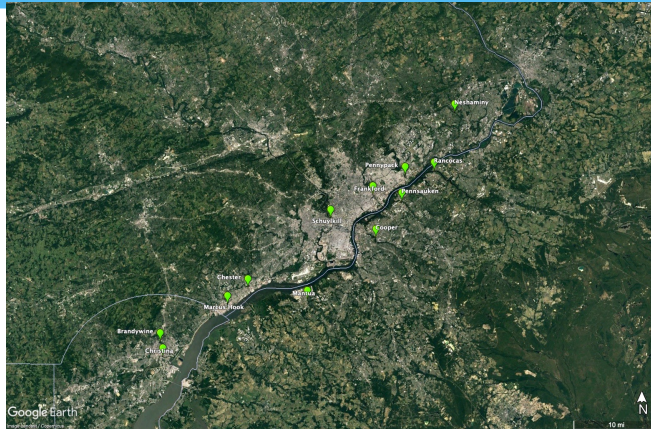 Neshaminy
Pennypack
Rancocas
Frankford
Pennsauken
Schuylkill
Cooper
Chester
Mantua
Marcus Hook
Brandywine
Christina
Google Earth
N
10 mi